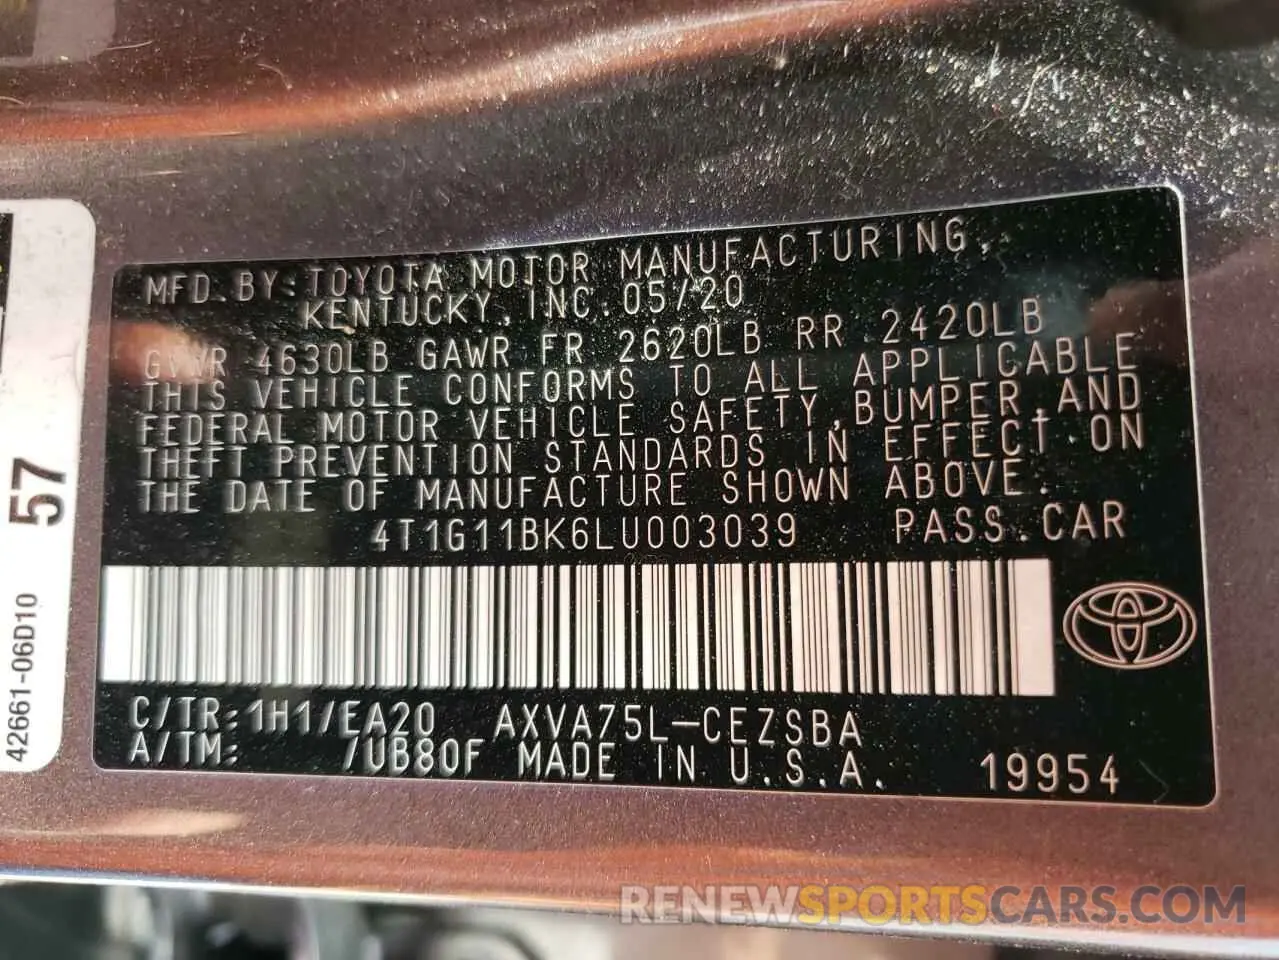 MFD. BY: TOYOTA MOTOR MANUFACTURING,
KENTUCKY, INC. 05/20
GVWR 4630LB GAWR FR 2620LB RR 2420LB
THIS VEHICLE CONFORMS TO ALL APPLICABLE
FEDERAL MOTOR VEHICLE SAFETY, BUMPER, AND
THEFT PREVENTION STANDARDS IN EFFECT ON
THE DATE OF MANUFACTURE SHOWN ABOVE.
4T1G11BK6LU003039 PASS. CAR
C/TR: 1H1/EA20 AXVA75L-CEZSBA
A/TM: /UB80F MADE IN U.S.A. 19954
57
42661-06D10
RENEWSPORTSCARS.COM